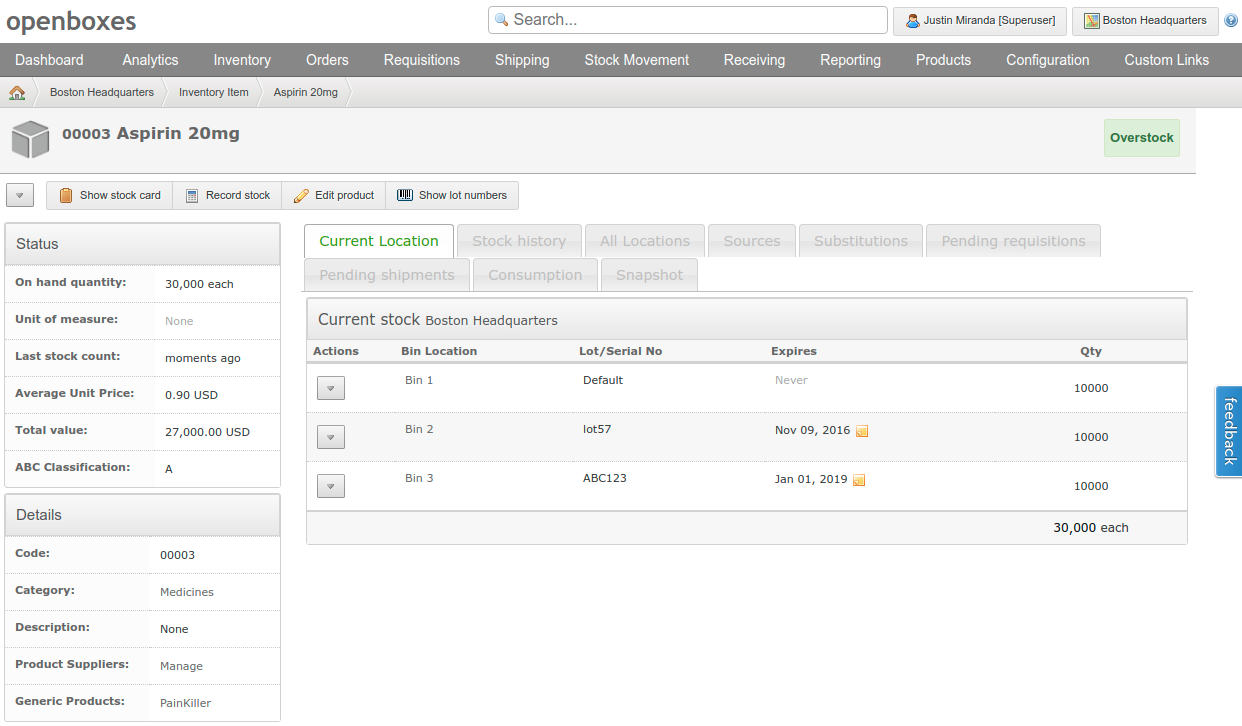 openboxes
Search...
Justin Miranda [Superuser]
Boston Headquarters
Dashboard Analytics Inventory Orders Requisitions Shipping Stock Movement Receiving Reporting Products Configuration Custom Links
Boston Headquarters Inventory Item Aspirin 20mg
00003 Aspirin 20mg
Overstock
Show stock card Record stock Edit product Show lot numbers
Status
On hand quantity: 30,000 each
Unit of measure: None
Last stock count: moments ago
Average Unit Price: 0.90 USD
Total value: 27,000.00 USD
ABC Classification: A
Details
Code: 00003
Category: Medicines
Description: None
Product Suppliers: Manage
Generic Products: PainKiller
Current Location Stock history All Locations Sources Substitutions Pending requisitions
Pending shipments Consumption Snapshot
Current stock Boston Headquarters
Actions Bin Location Lot/Serial No Expires Qty
Bin 1 Default Never 10000
Bin 2 lot57 Nov 09, 2016 10000
Bin 3 ABC123 Jan 01, 2019 10000
30,000 each
feedback